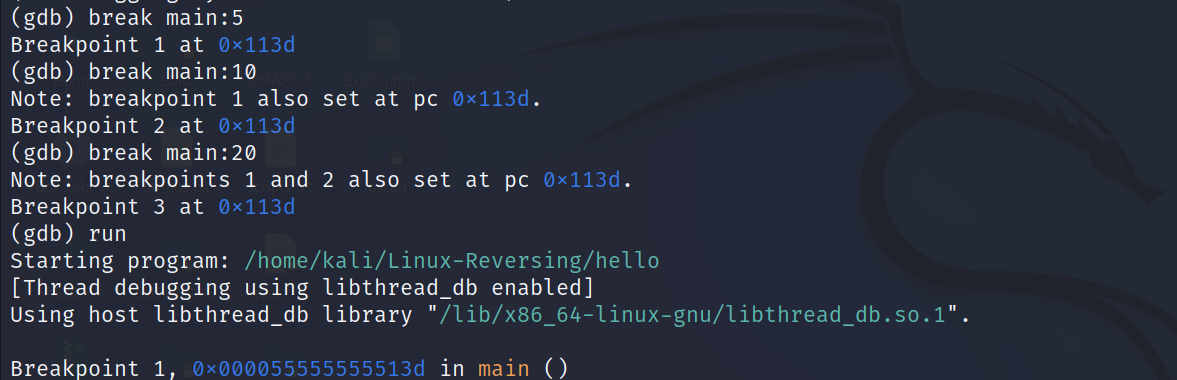 (gdb) break main:5
Breakpoint 1 at 0×113d
(gdb) break main:10
Note: breakpoint 1 also set at pc 0×113d.
Breakpoint 2 at 0×113d
(gdb) break main:20
Note: breakpoints 1 and 2 also set at pc 0×113d.
Breakpoint 3 at 0×113d
(gdb) run
Starting program: /home/kali/Linux-Reversing/hello
[Thread debugging using libthread_db enabled]
Using host libthread_db library "/lib/x86_64-linux-gnu/libthread_db.so.1".
Breakpoint 1, 0×000055555555513d in main ()